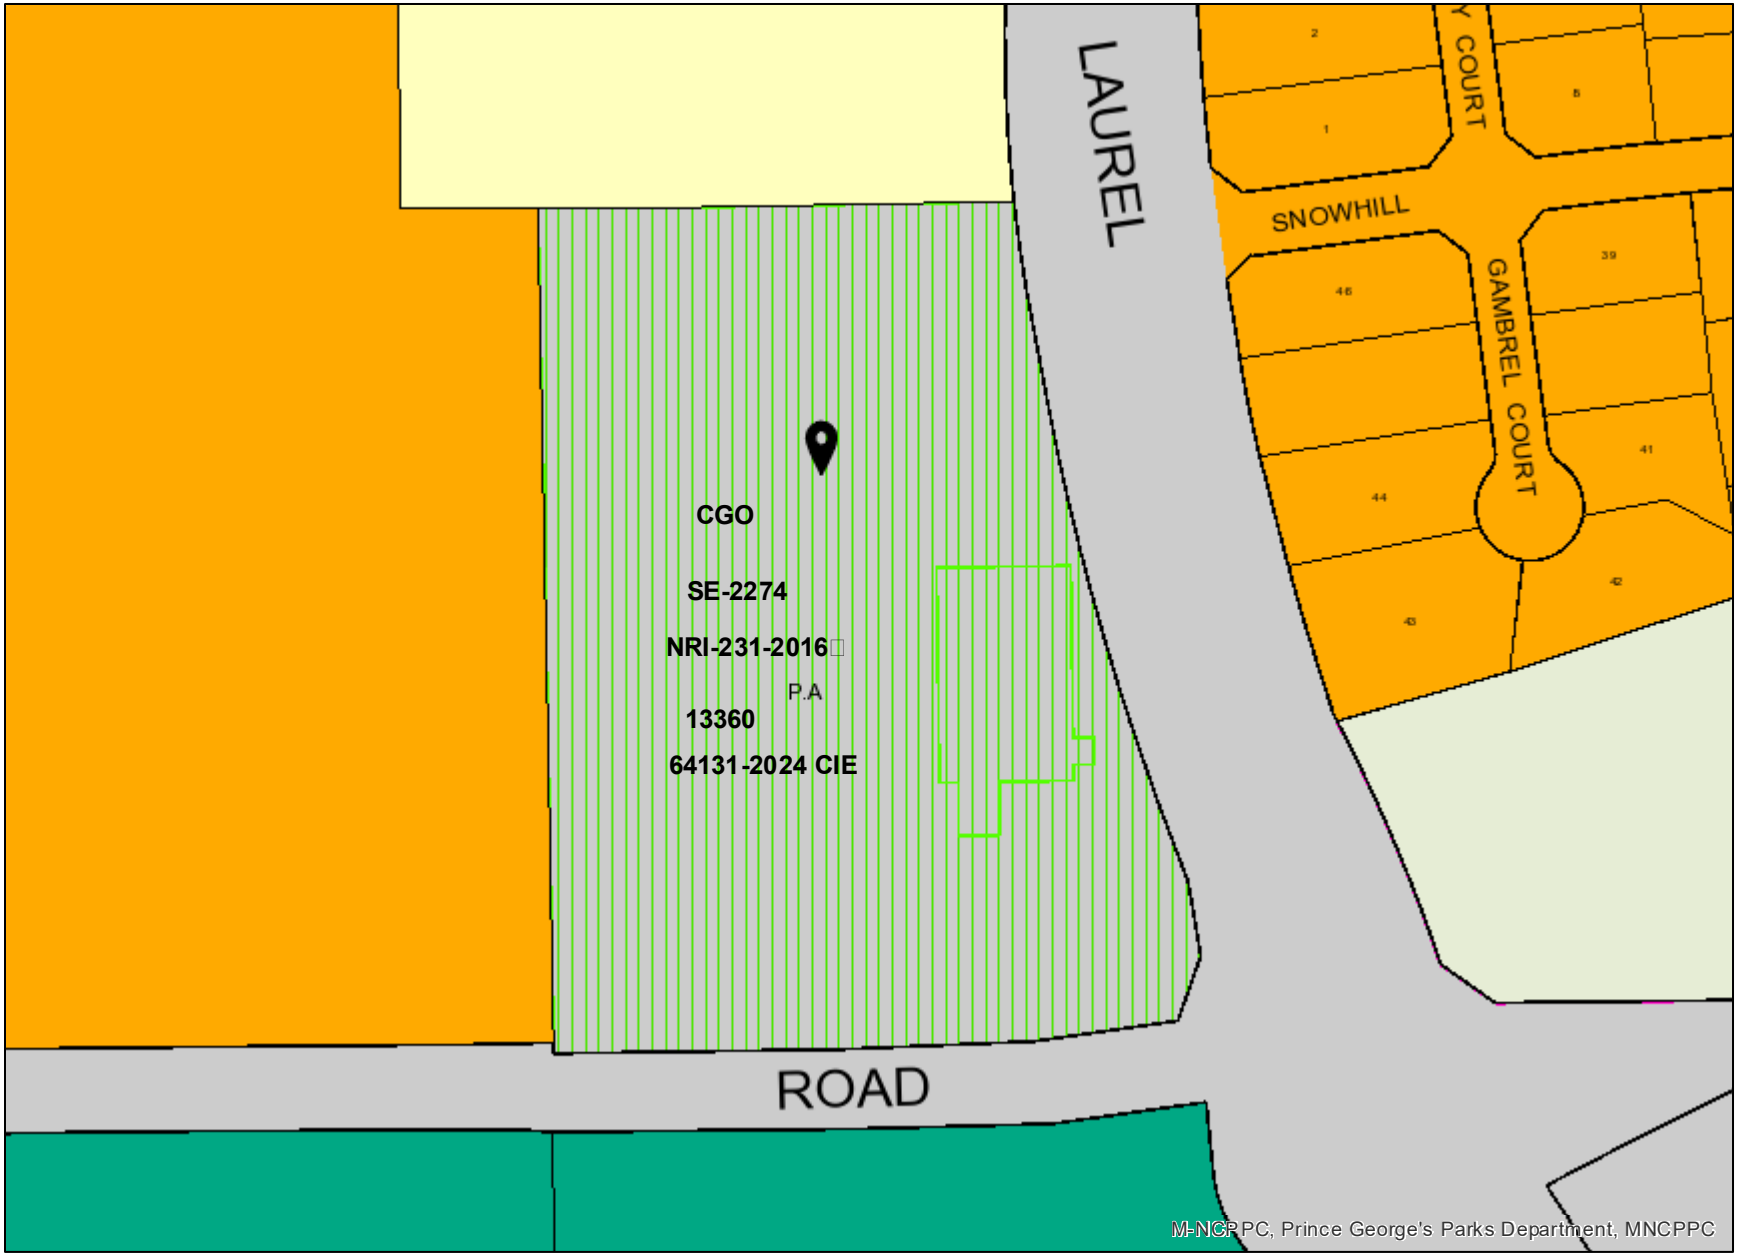 2
Y COURT
LAUREL
8
1
SNOWHILL
39
46
GAMBREL COURT
41
44
CGO
SE-2274
42
43
NRI-231-2016
P.A
13360
64131-2024 CIE
ROAD
M-NCPPC, Prince George's Parks Department, MNCPPC